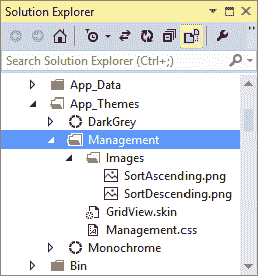 Solution Explorer
Search Solution Explorer (Ctrl+;)
App_Data
App_Themes
DarkGrey
Management
Images
SortAscending.png
SortDescending.png
GridView.skin
Management.css
Monochrome
Bin